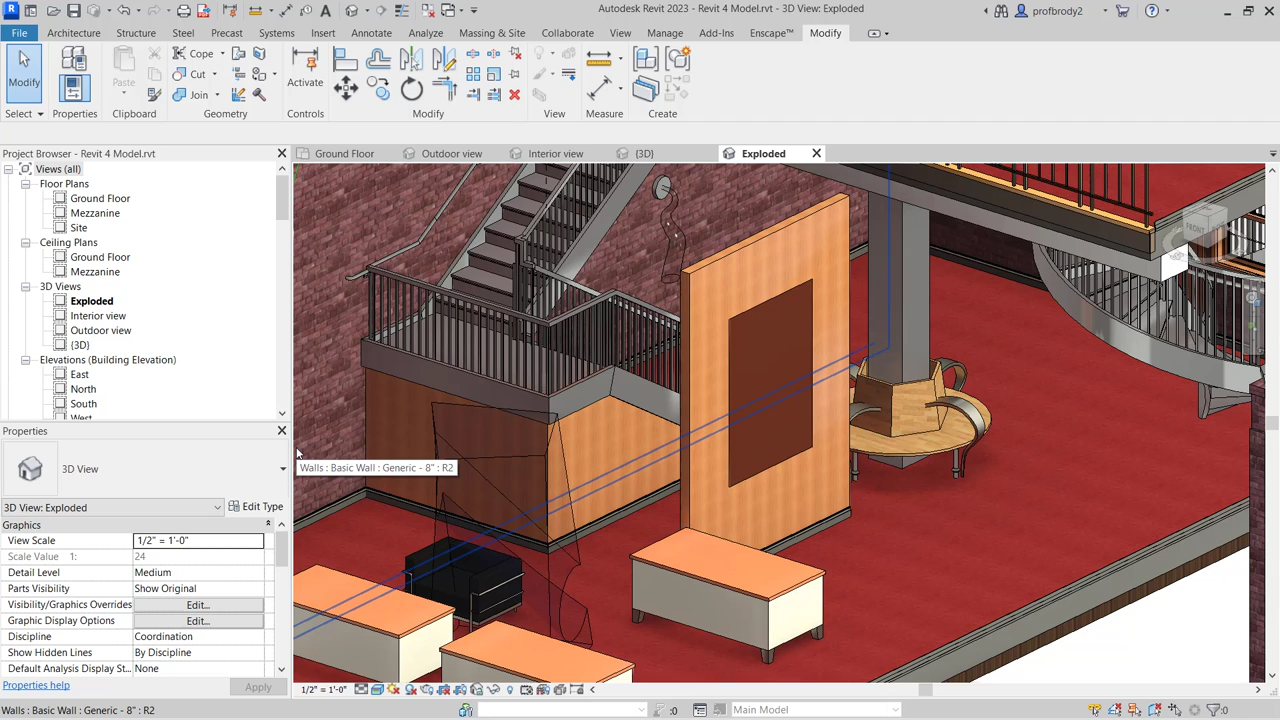 Autodesk Revit 2023 - Revit 4 Model.rvt - 3D View: Exploded
profbrody2
File Architecture Structure Steel Precast Systems Insert Annotate Analyze Massing & Site Collaborate View Manage Add-Ins Enscape™ Modify
Modify Properties Paste Cope Cut Join Activate
Select Properties Clipboard Geometry Controls Modify View Measure Create
Project Browser - Revit 4 Model.rvt
Ground Floor Outdoor view Interior view {3D} Exploded
Views (all)
Floor Plans
Ground Floor
Mezzanine
Site
Ceiling Plans
Ground Floor
Mezzanine
3D Views
Exploded
Interior view
Outdoor view
{3D}
Elevations (Building Elevation)
East
North
South
West
FRONT
Properties
3D View
Walls : Basic Wall : Generic - 8" : R2
3D View: Exploded Edit Type
Graphics
View Scale 1/2" = 1'-0"
Scale Value 1: 24
Detail Level Medium
Parts Visibility Show Original
Visibility/Graphics Overrides Edit...
Graphic Display Options Edit...
Discipline Coordination
Show Hidden Lines By Discipline
Default Analysis Display St... None
Properties help Apply
1/2" = 1'-0"
Walls : Basic Wall : Generic - 8" : R2
:0 Main Model :0